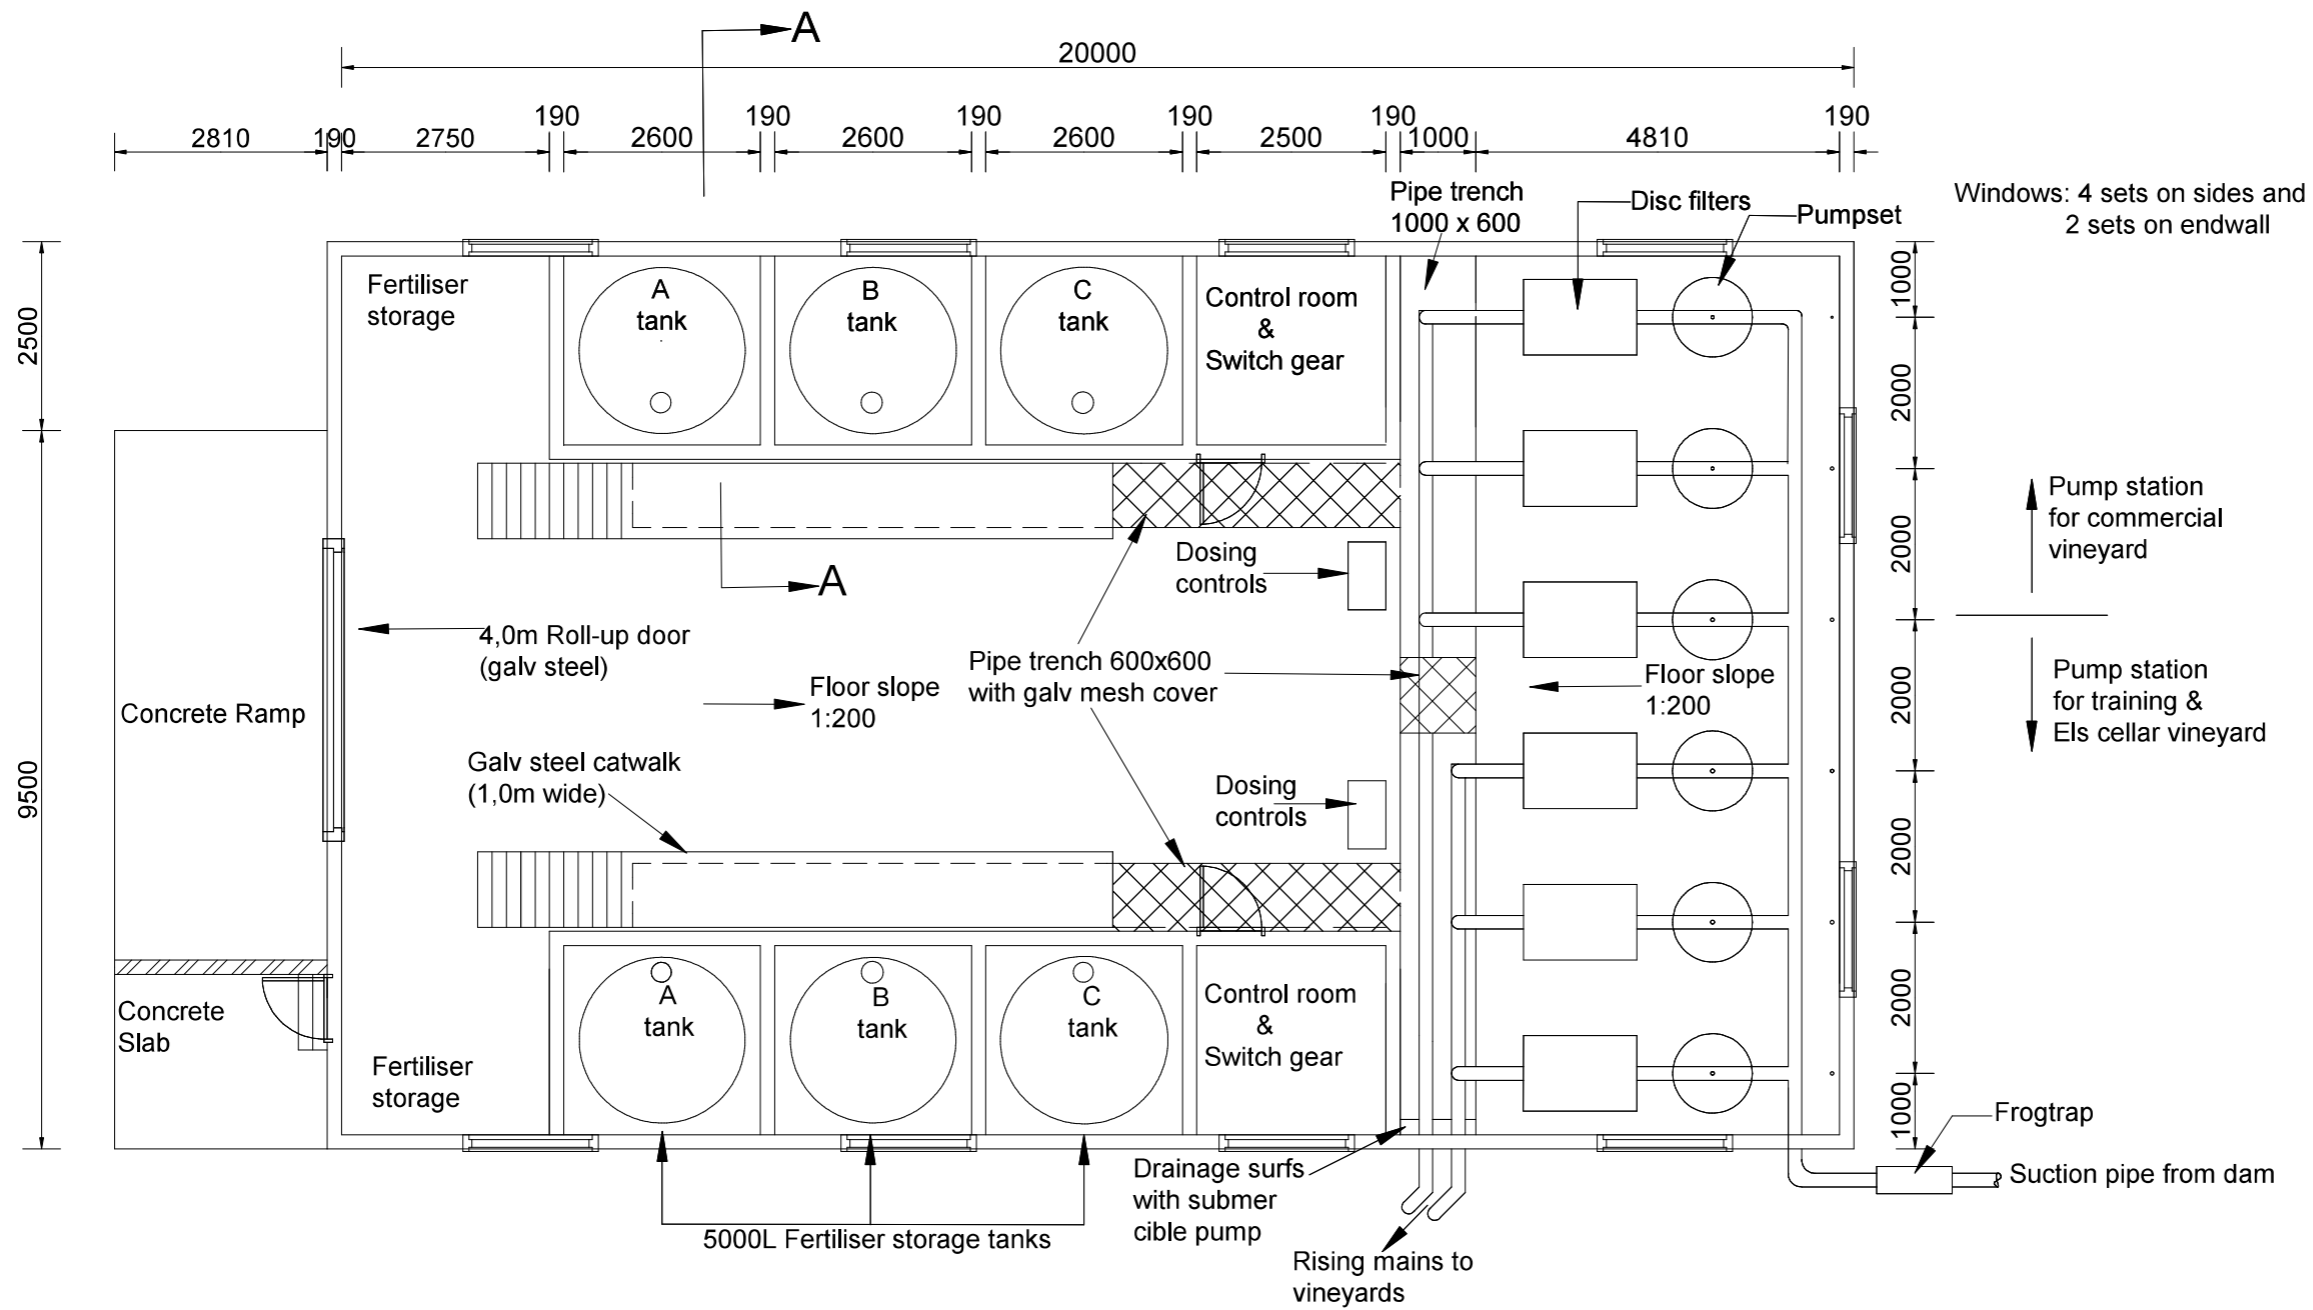 A
20000
190 190 190 190 190 190
2810 190 2750 2600 2600 2600 2500 1000 4810
Pipe trench
1000 x 600
Disc filters
Pumpset
Windows: 4 sets on sides and
2 sets on endwall
2500
9500
Fertiliser
storage
A
tank
B
tank
C
tank
Control room
&
Switch gear
1000
2000
2000
2000
2000
2000
1000
Pump station
for commercial
vineyard
Pump station
for training &
Els cellar vineyard
A
Dosing
controls
4,0m Roll-up door
(galv steel)
Pipe trench 600x600
with galv mesh cover
Floor slope
1:200
Floor slope
1:200
Concrete Ramp
Galv steel catwalk
(1,0m wide)
Dosing
controls
Concrete
Slab
Fertiliser
storage
A
tank
B
tank
C
tank
Control room
&
Switch gear
Frogtrap
Suction pipe from dam
Drainage surfs
with submer
cible pump
5000L Fertiliser storage tanks
Rising mains to
vineyards